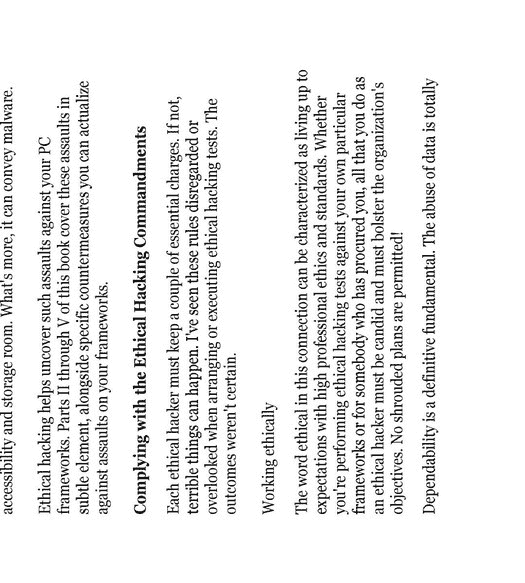 accessibility and storage room. What's more, it can convey malware.
Ethical hacking helps uncover such assaults against your PC
frameworks. Parts II through V of this book cover these assaults in
subtle element, alongside specific countermeasures you can actualize
against assaults on your frameworks.
Complying with the Ethical Hacking Commandments
Each ethical hacker must keep a couple of essential charges. If not,
terrible things can happen. I've seen these rules disregarded or
overlooked when arranging or executing ethical hacking tests. The
outcomes weren't certain.
Working ethically
The word ethical in this connection can be characterized as living up to
expectations with high professional ethics and standards. Whether
you're performing ethical hacking tests against your own particular
frameworks or for somebody who has procured you, all that you do as
an ethical hacker must be candid and must bolster the organization's
objectives. No shrouded plans are permitted!
Dependability is a definitive fundamental. The abuse of data is totally